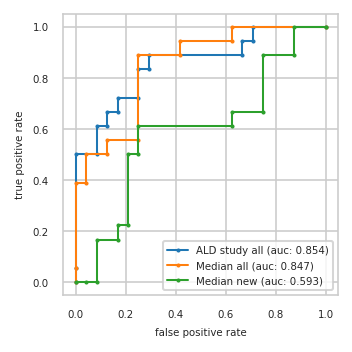 1.0
0.8
0.6
0.4
0.2
0.0
true positive rate
ALD study all (auc: 0.854)
Median all (auc: 0.847)
Median new (auc: 0.593)
0.0 0.2 0.4 0.6 0.8 1.0
false positive rate